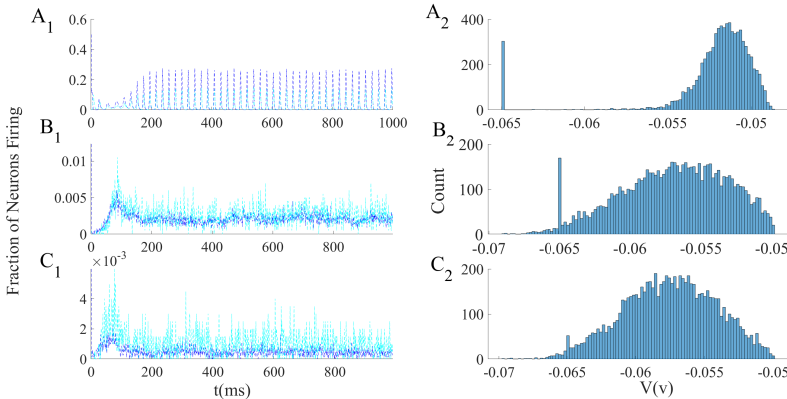 A1
0.6
0.4
0.2
0
0 200 400 600 800 1000
A2
400
200
0
-0.065 -0.06 -0.055 -0.05
B1
0.01
0.005
0
0 200 400 600 800
B2
200
100
0
-0.07 -0.065 -0.06 -0.055 -0.05
C1
×10-3
4
2
0
0 200 400 600 800
C2
200
100
0
-0.07 -0.065 -0.06 -0.055 -0.05
Fraction of Neurons Firing
t(ms)
Count
V(v)